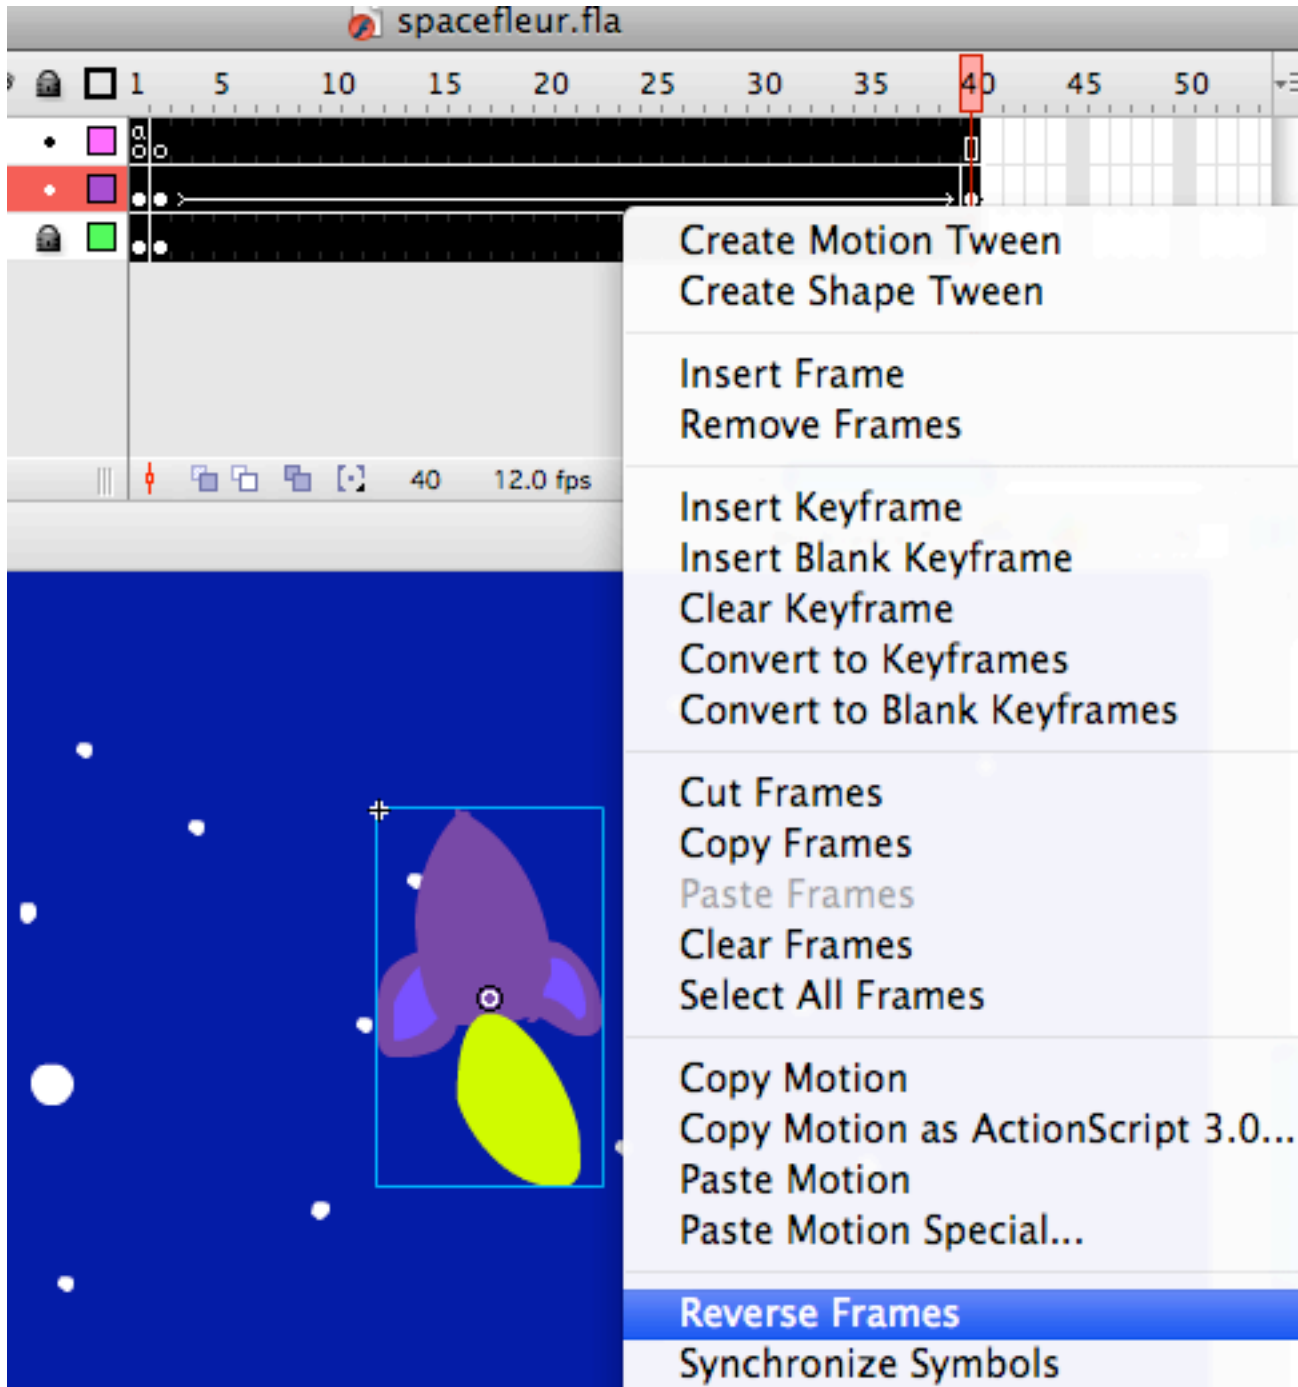 spacefleur.fla
1 5 10 15 20 25 30 35 40 45 50
a
40 12.0 fps
Create Motion Tween
Create Shape Tween
Insert Frame
Remove Frames
Insert Keyframe
Insert Blank Keyframe
Clear Keyframe
Convert to Keyframes
Convert to Blank Keyframes
Cut Frames
Copy Frames
Paste Frames
Clear Frames
Select All Frames
Copy Motion
Copy Motion as ActionScript 3.0...
Paste Motion
Paste Motion Special...
Reverse Frames
Synchronize Symbols